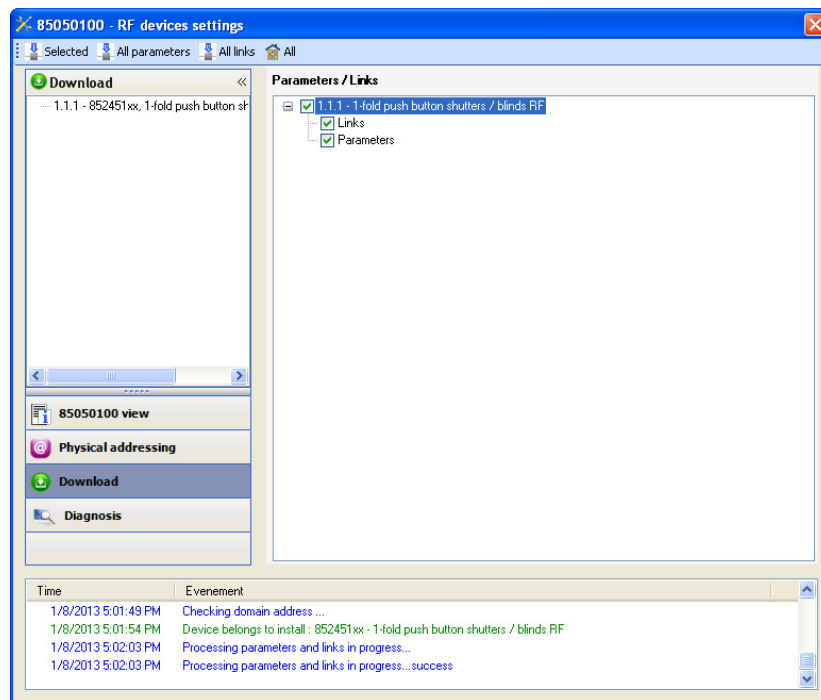 85050100 - RF devices settings
Selected All parameters All links All
Download «
1.1.1 - 852451xx, 1-fold push button sh
85050100 view
Physical addressing
Download
Diagnosis
Parameters / Links
1.1.1 - 1-fold push button shutters / blinds RF
Links
Parameters
Time Evenement
1/8/2013 5:01:49 PM Checking domain address ...
1/8/2013 5:01:54 PM Device belongs to install : 852451xx - 1-fold push button shutters / blinds RF
1/8/2013 5:02:03 PM Processing parameters and links in progress...
1/8/2013 5:02:03 PM Processing parameters and links in progress...success